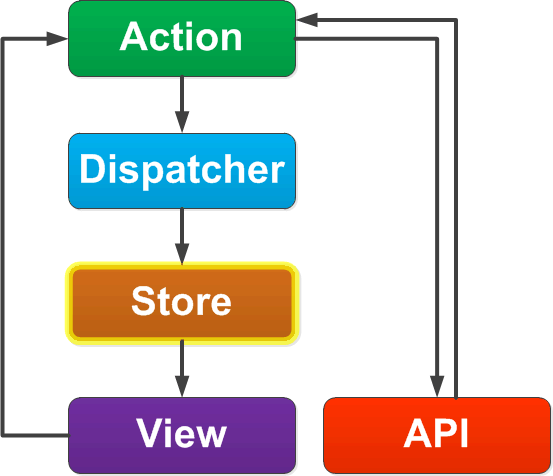 Action
Dispatcher
Store
View
API